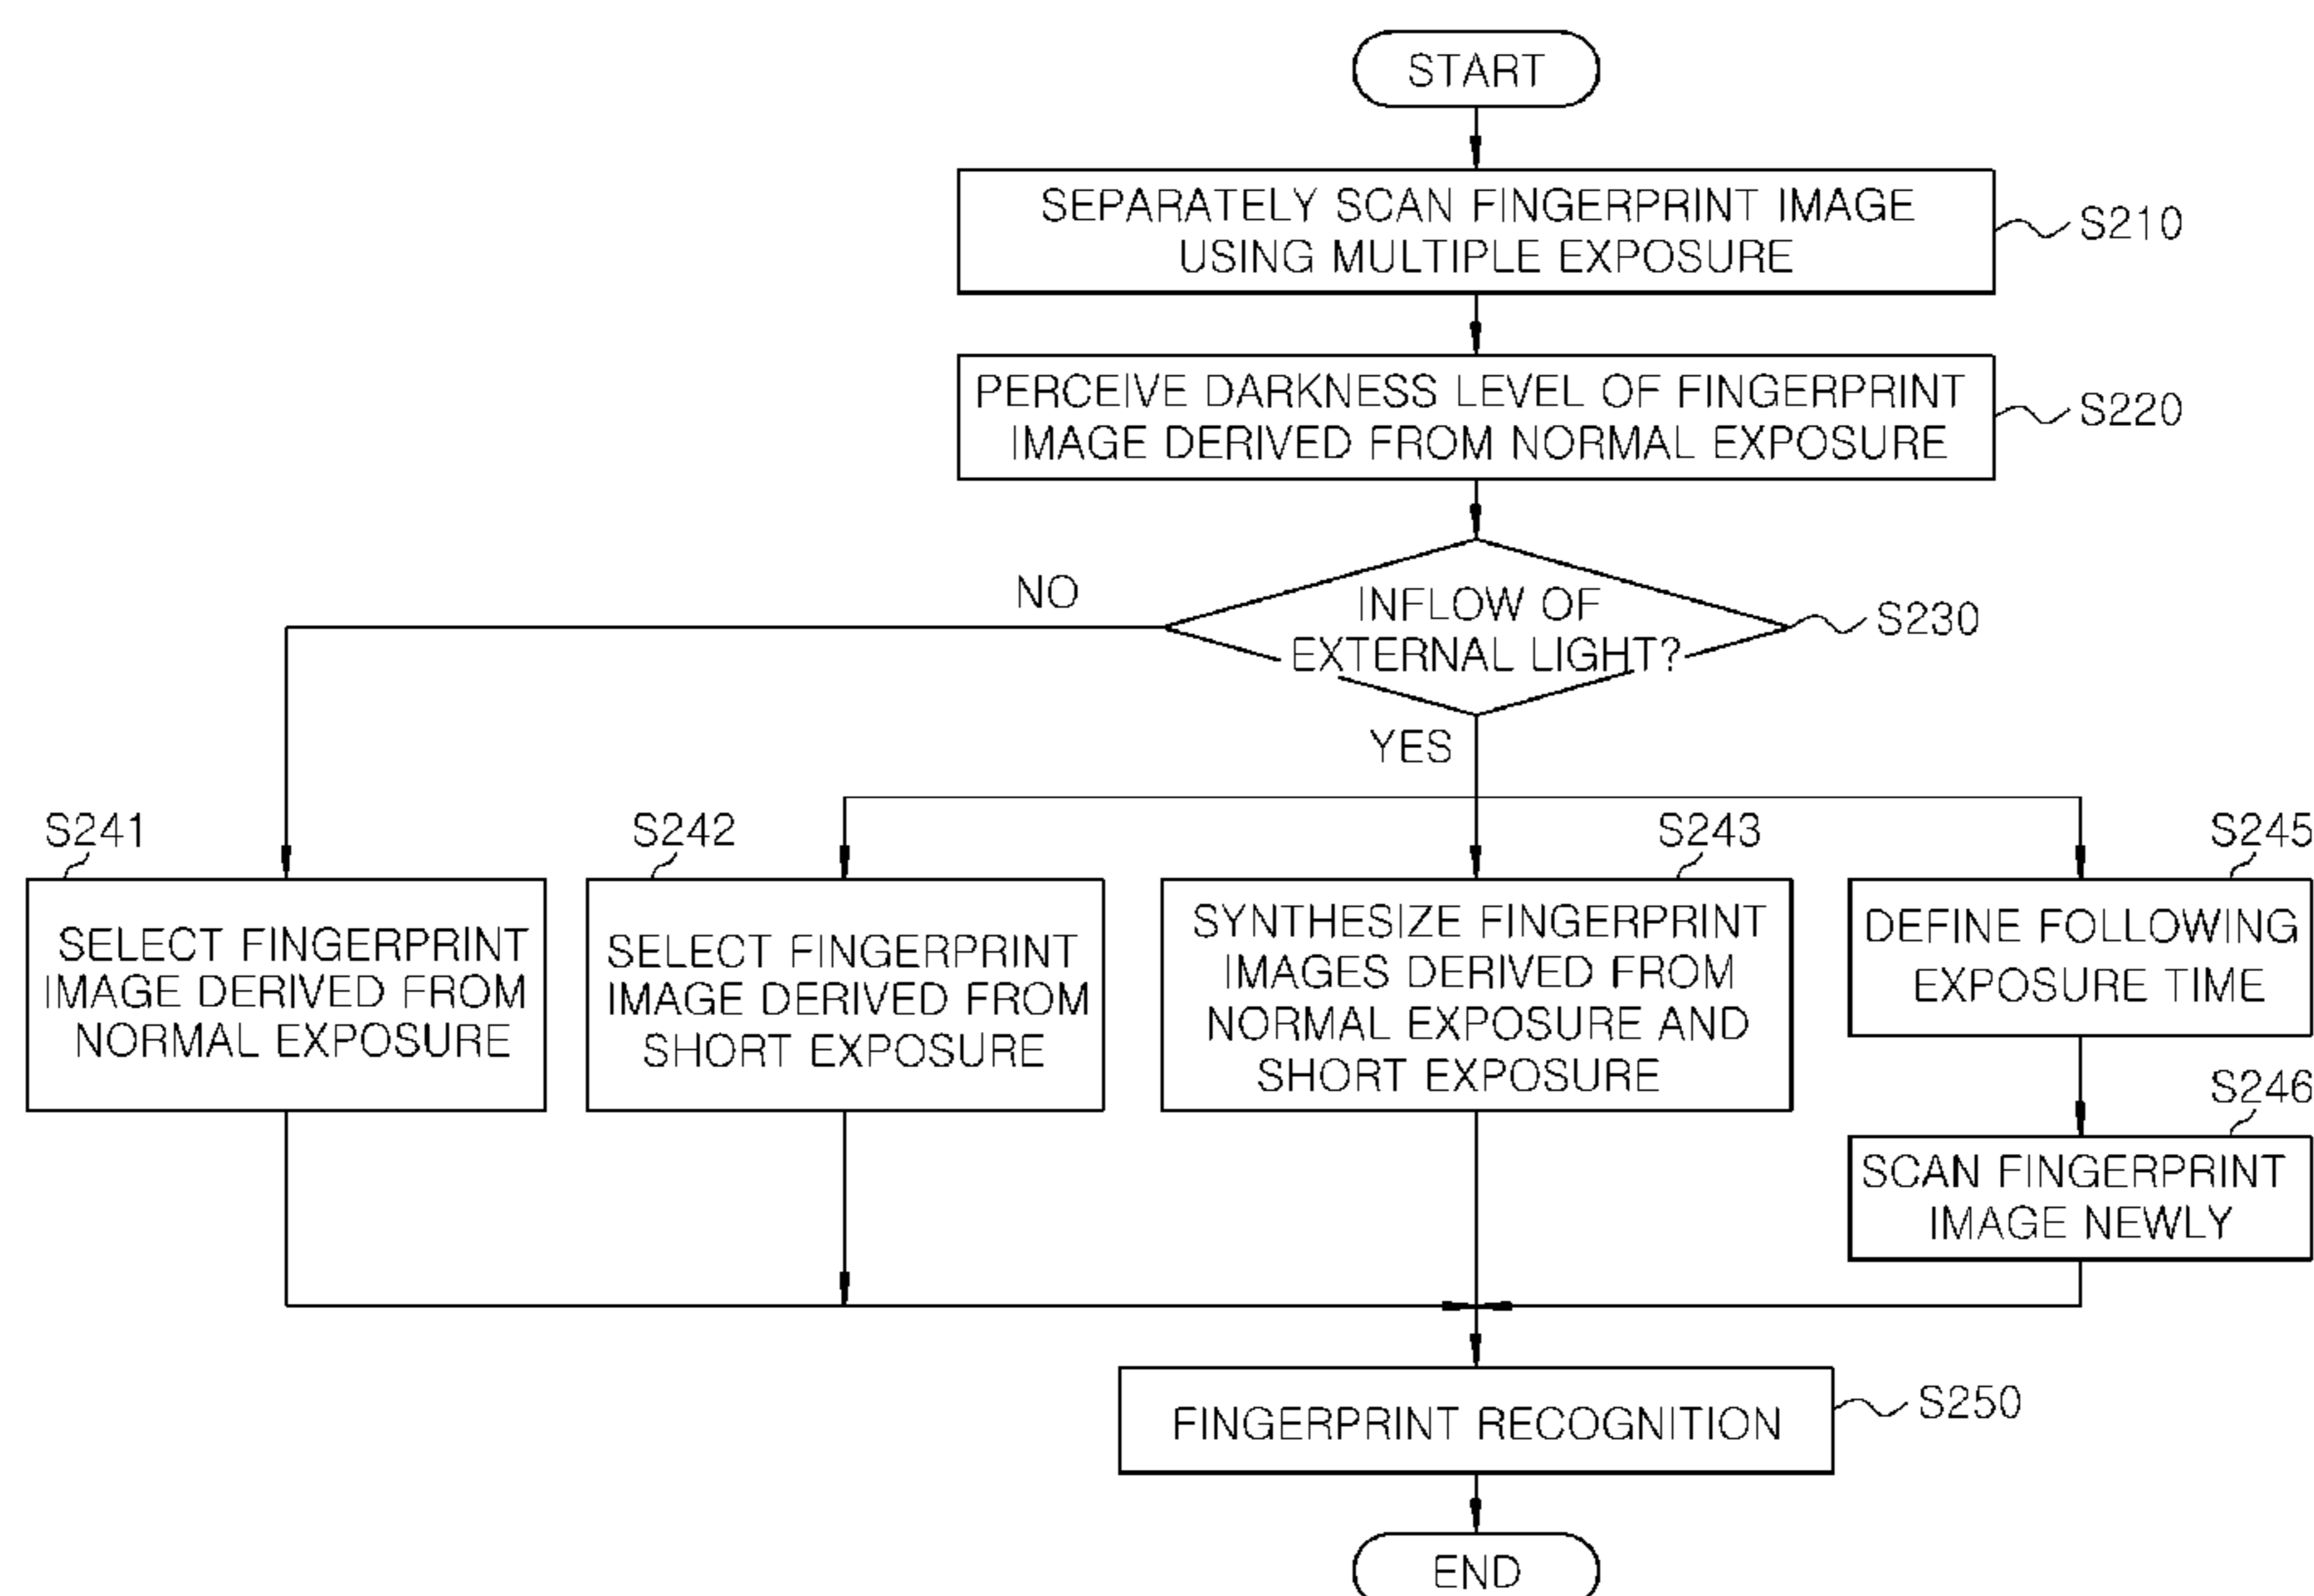 START
SEPARATELY SCAN FINGERPRINT IMAGE
USING MULTIPLE EXPOSURE
S210
PERCEIVE DARKNESS LEVEL OF FINGERPRINT
IMAGE DERIVED FROM NORMAL EXPOSURE
S220
NO
INFLOW OF
EXTERNAL LIGHT?
S230
YES
S241
SELECT FINGERPRINT
IMAGE DERIVED FROM
NORMAL EXPOSURE
S242
SELECT FINGERPRINT
IMAGE DERIVED FROM
SHORT EXPOSURE
S243
SYNTHESIZE FINGERPRINT
IMAGES DERIVED FROM
NORMAL EXPOSURE AND
SHORT EXPOSURE
S245
DEFINE FOLLOWING
EXPOSURE TIME
S246
SCAN FINGERPRINT
IMAGE NEWLY
FINGERPRINT RECOGNITION
S250
END